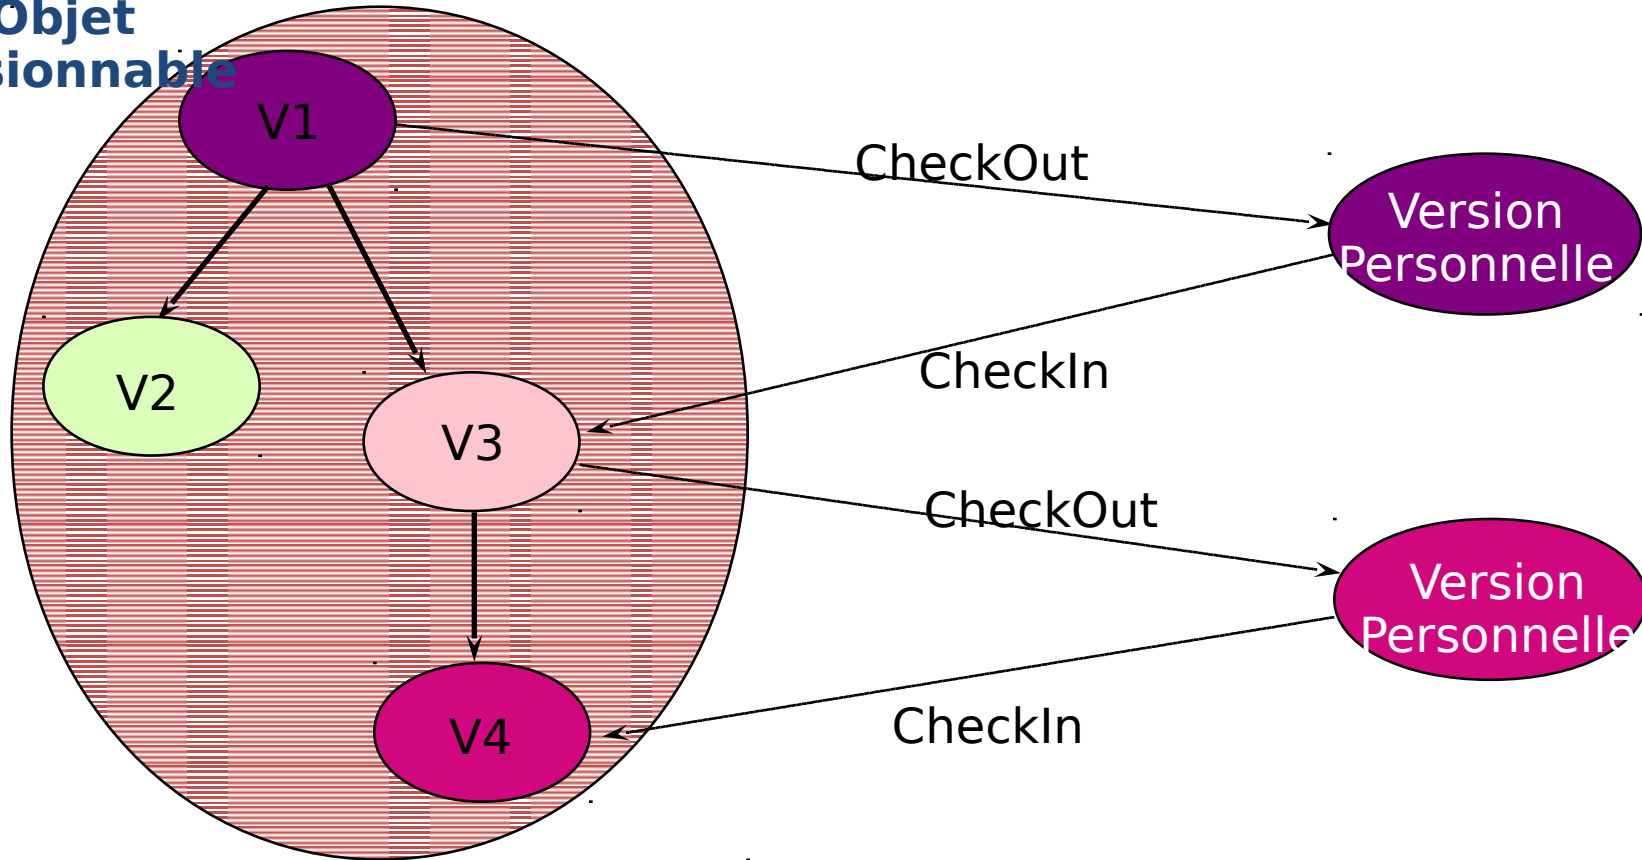 Objet
sionnable
V1
CheckOut
Version
Personnelle
CheckIn
V2
V3
CheckOut
Version
Personnelle
CheckIn
V4